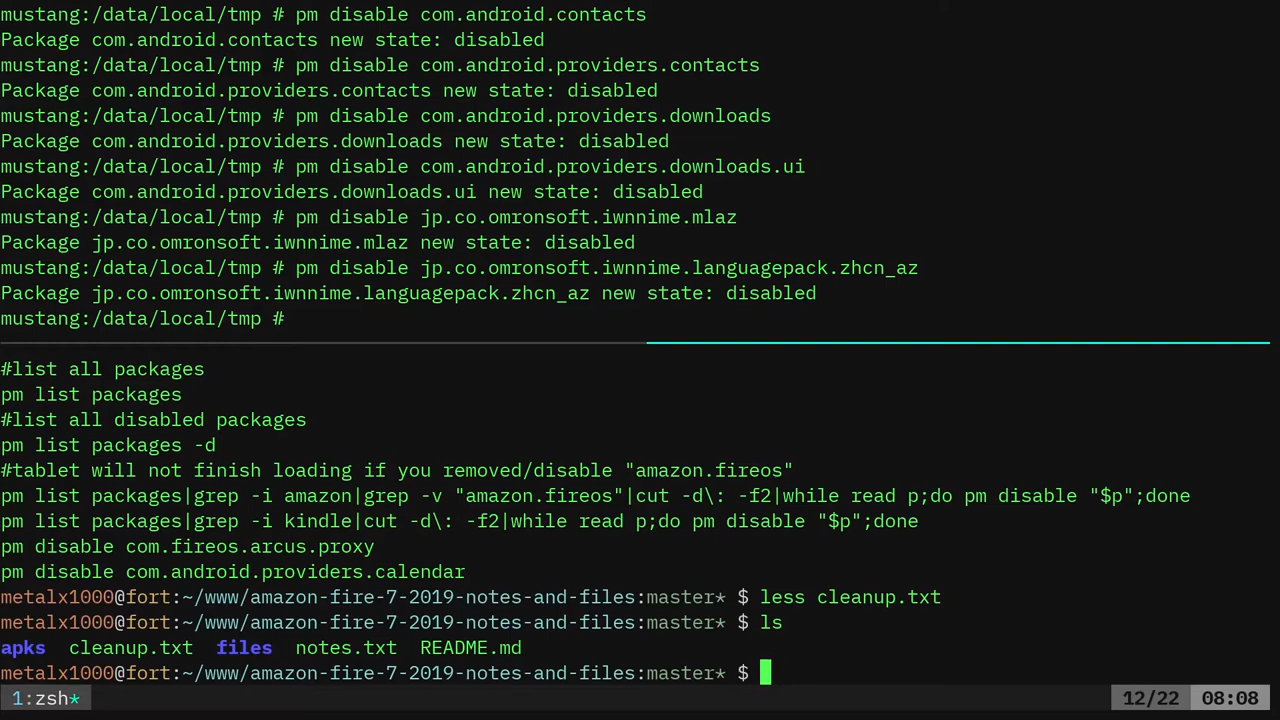 mustang:/data/local/tmp # pm disable com.android.contacts
Package com.android.contacts new state: disabled
mustang:/data/local/tmp # pm disable com.android.providers.contacts
Package com.android.providers.contacts new state: disabled
mustang:/data/local/tmp # pm disable com.android.providers.downloads
Package com.android.providers.downloads new state: disabled
mustang:/data/local/tmp # pm disable com.android.providers.downloads.ui
Package com.android.providers.downloads.ui new state: disabled
mustang:/data/local/tmp # pm disable jp.co.omronsoft.iwnnime.mlaz
Package jp.co.omronsoft.iwnnime.mlaz new state: disabled
mustang:/data/local/tmp # pm disable jp.co.omronsoft.iwnnime.languagepack.zhcn_az
Package jp.co.omronsoft.iwnnime.languagepack.zhcn_az new state: disabled
mustang:/data/local/tmp #
#list all packages
pm list packages
#list all disabled packages
pm list packages -d
#tablet will not finish loading if you removed/disable "amazon.fireos"
pm list packages|grep -i amazon|grep -v "amazon.fireos"|cut -d\: -f2|while read p;do pm disable "$p";done
pm list packages|grep -i kindle|cut -d\: -f2|while read p;do pm disable "$p";done
pm disable com.fireos.arcus.proxy
pm disable com.android.providers.calendar
metalx1000@fort:~/www/amazon-fire-7-2019-notes-and-files:master* $ less cleanup.txt
metalx1000@fort:~/www/amazon-fire-7-2019-notes-and-files:master* $ ls
apks  cleanup.txt  files  notes.txt  README.md
metalx1000@fort:~/www/amazon-fire-7-2019-notes-and-files:master* $
1:zsh* 12/22 08:08